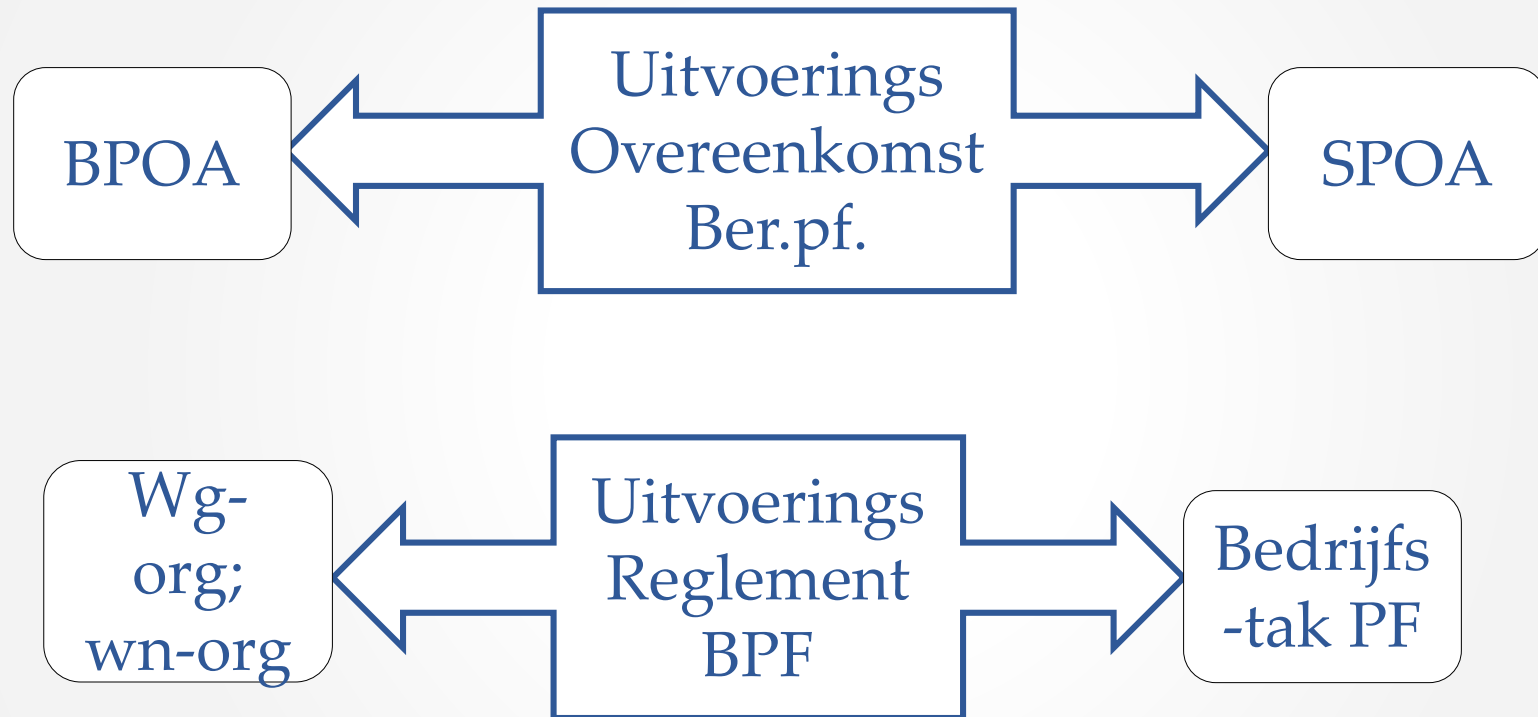 BPOA
Uitvoerings
Overeenkomst
Ber.pf.
SPOA
Wg-
org;
wn-org
Uitvoerings
Reglement
BPF
Bedrijfs
-tak PF